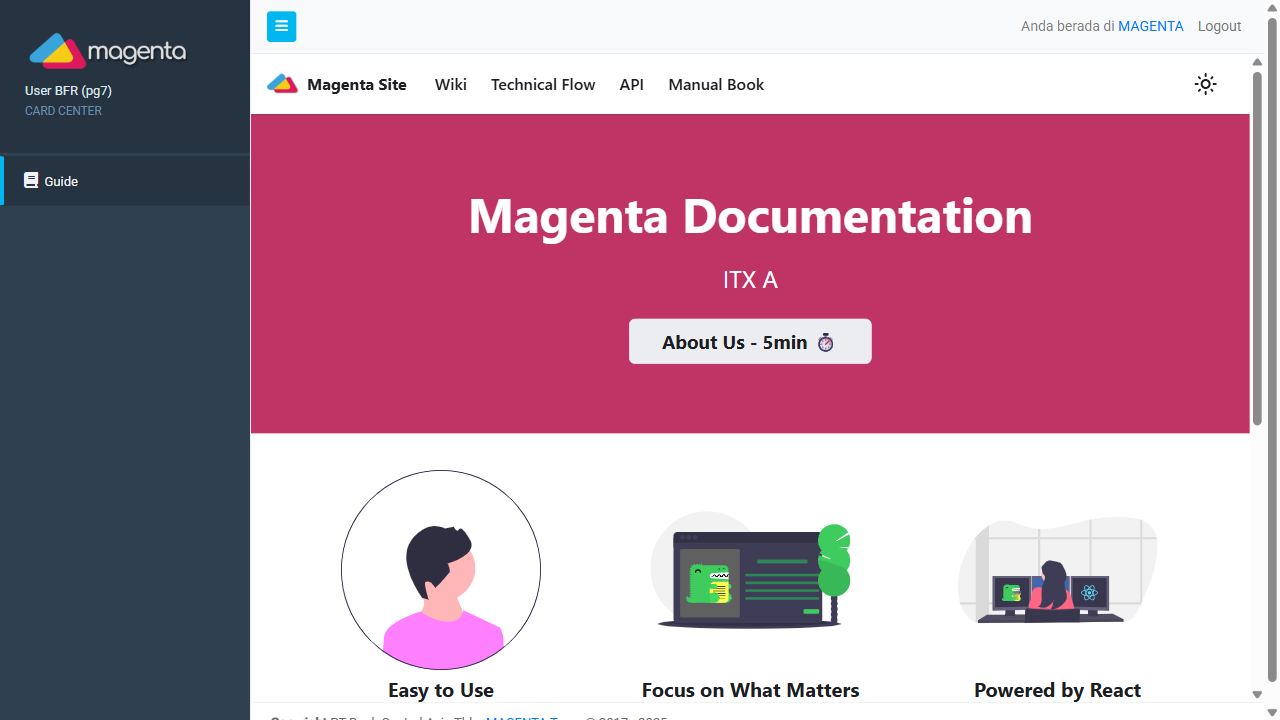 magenta
User BFR (pg7)
CARD CENTER
Guide
Anda berada di MAGENTA Logout
Magenta Site Wiki Technical Flow API Manual Book
Magenta Documentation
ITX A
About Us - 5min
Easy to Use
Focus on What Matters
Powered by React